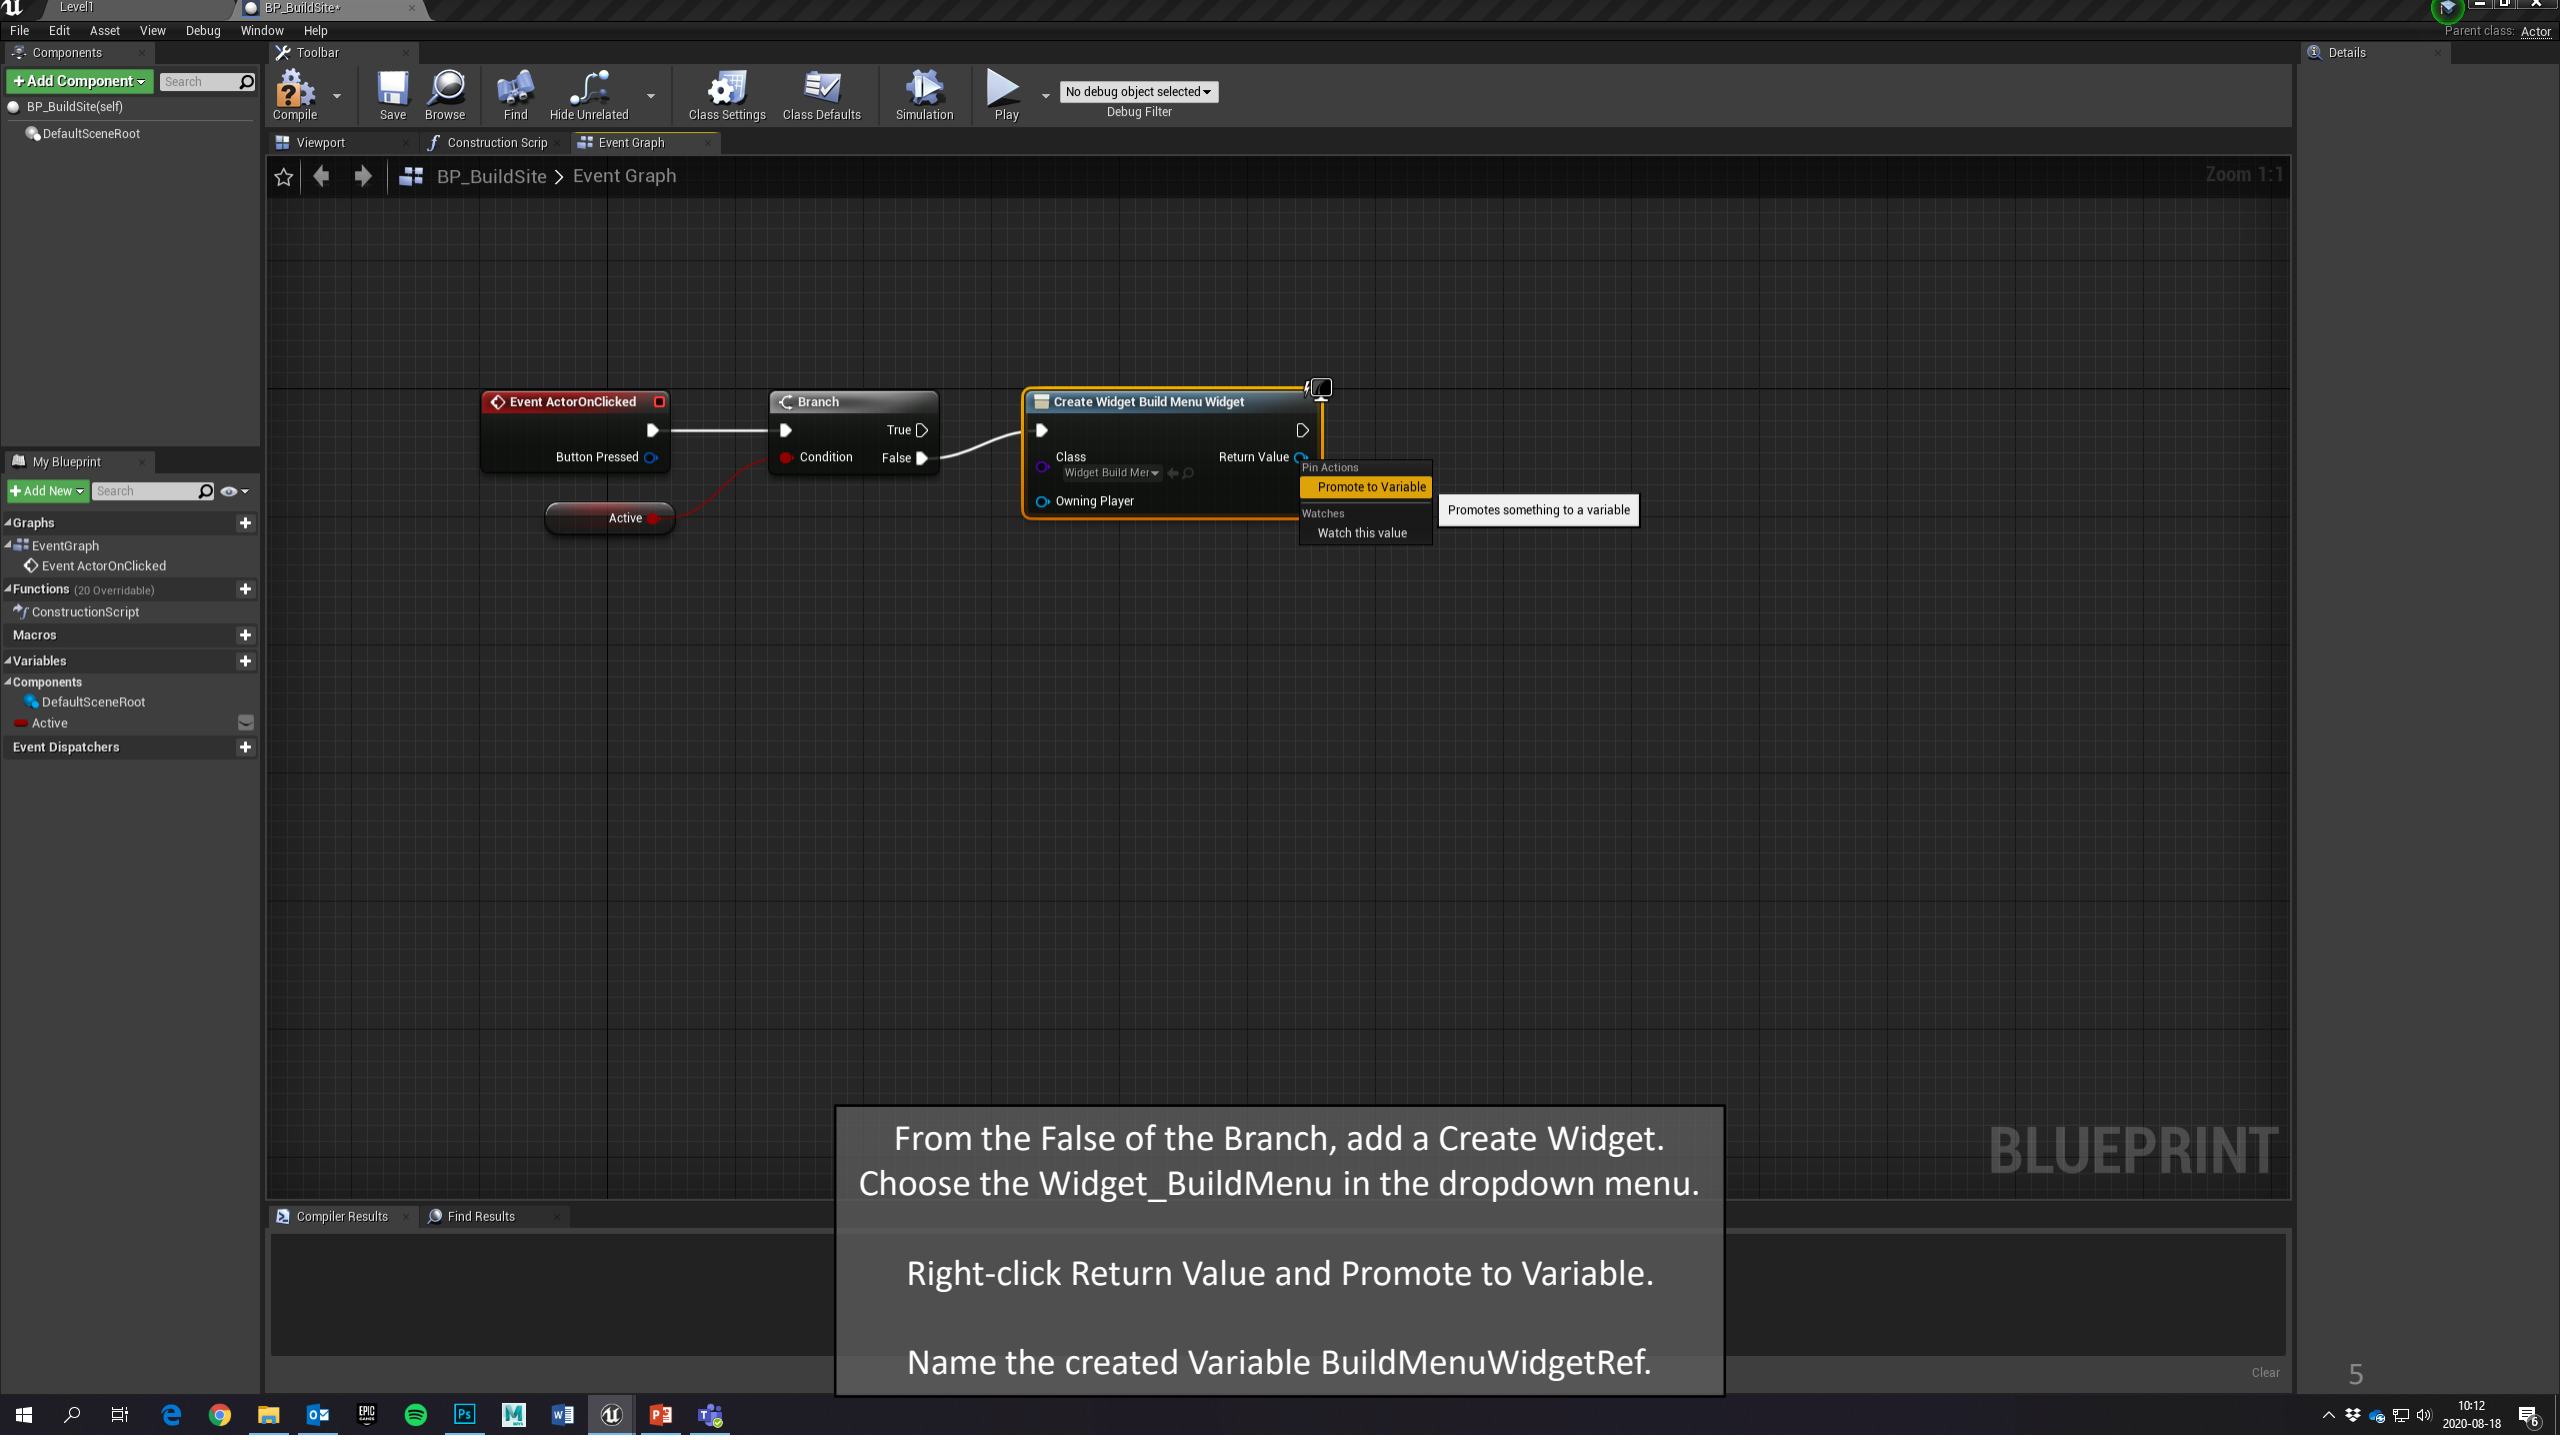 Level1
BP_BuildSite*
File Edit Asset View Debug Window Help
Parent class: Actor
Components
Toolbar
Details
+Add Component
Search
BP_BuildSite(self)
DefaultSceneRoot
Compile
Save
Browse
Find
Hide Unrelated
Class Settings
Class Defaults
Simulation
Play
No debug object selected
Debug Filter
Viewport
Construction Scrip
Event Graph
BP_BuildSite > Event Graph
Zoom 1:1
Event ActorOnClicked
Button Pressed
Active
Branch
True
Condition
False
Create Widget Build Menu Widget
Class
Widget Build Mer
Return Value
Owning Player
Pin Actions
Promote to Variable
Watches
Watch this value
Promotes something to a variable
My Blueprint
+Add New
Search
Graphs
EventGraph
Event ActorOnClicked
Functions (20 Overridable)
ConstructionScript
Macros
Variables
Components
DefaultSceneRoot
Active
Event Dispatchers
BLUEPRINT
From the False of the Branch, add a Create Widget.
Choose the Widget_BuildMenu in the dropdown menu.
Right-click Return Value and Promote to Variable.
Name the created Variable BuildMenuWidgetRef.
Compiler Results
Find Results
Clear
5
10:12
2020-08-18
6